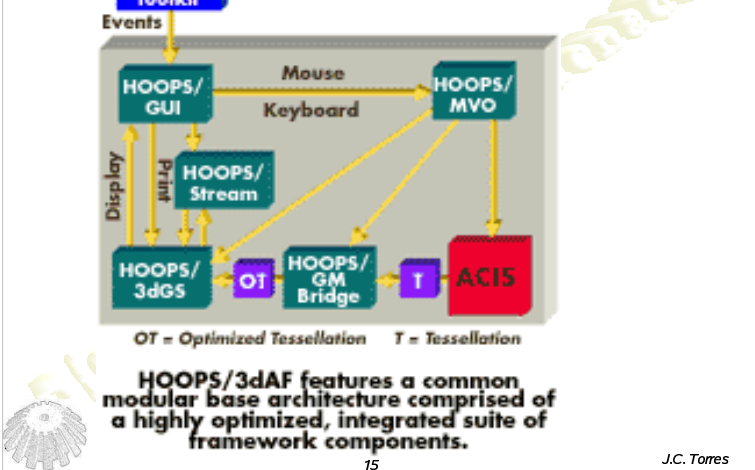 Toolkit
Events
HOOPS/
GUI
Mouse
Keyboard
HOOPS/
MVO
Display
Print
HOOPS/
Stream
HOOPS/
3dGS
OT
HOOPS/
GM
Bridge
T
ACIS
OT = Optimized Tessellation T = Tessellation
HOOPS/3dAF features a common
modular base architecture comprised of
a highly optimized, integrated suite of
framework components.
15
J.C. Torres